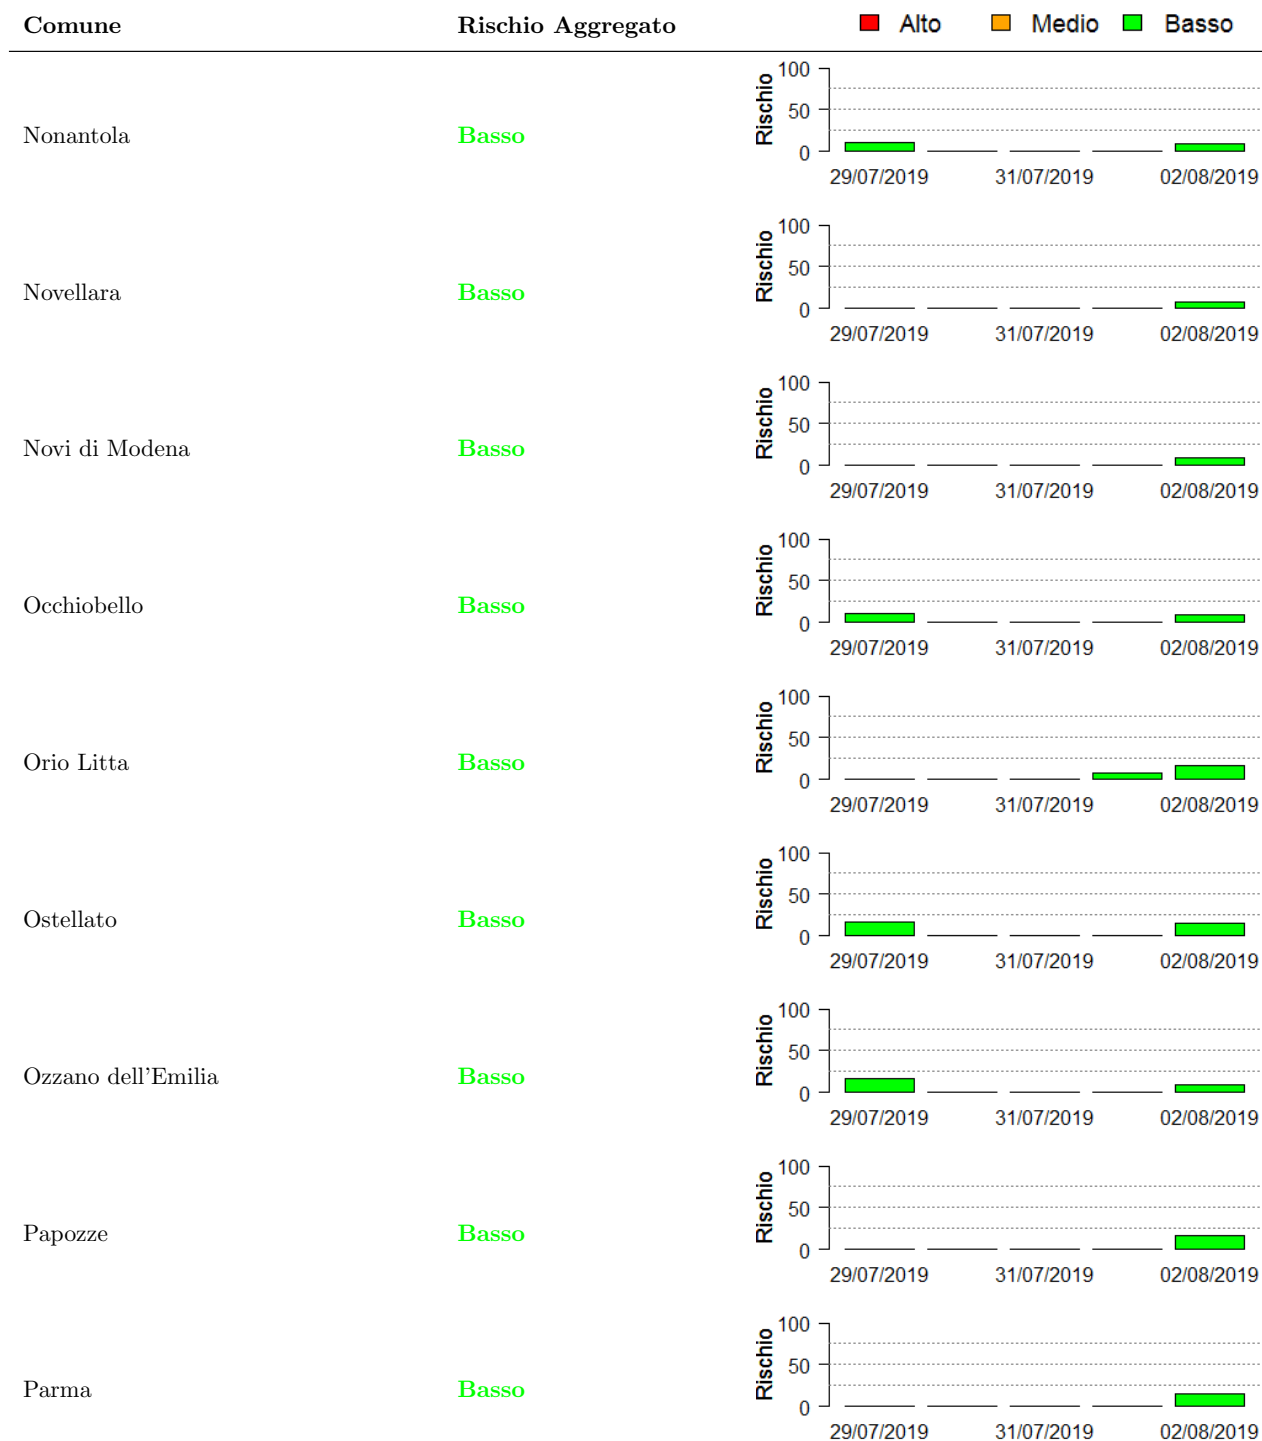 Comune Rischio Aggregato Alto Medio Basso
Nonantola Basso
Rischio
100
50
0
29/07/2019 31/07/2019 02/08/2019
Novellara Basso
Rischio
100
50
0
29/07/2019 31/07/2019 02/08/2019
Novi di Modena Basso
Rischio
100
50
0
29/07/2019 31/07/2019 02/08/2019
Occhiobello Basso
Rischio
100
50
0
29/07/2019 31/07/2019 02/08/2019
Orio Litta Basso
Rischio
100
50
0
29/07/2019 31/07/2019 02/08/2019
Ostellato Basso
Rischio
100
50
0
29/07/2019 31/07/2019 02/08/2019
Ozzano dell'Emilia Basso
Rischio
100
50
0
29/07/2019 31/07/2019 02/08/2019
Papozze Basso
Rischio
100
50
0
29/07/2019 31/07/2019 02/08/2019
Parma Basso
Rischio
100
50
0
29/07/2019 31/07/2019 02/08/2019